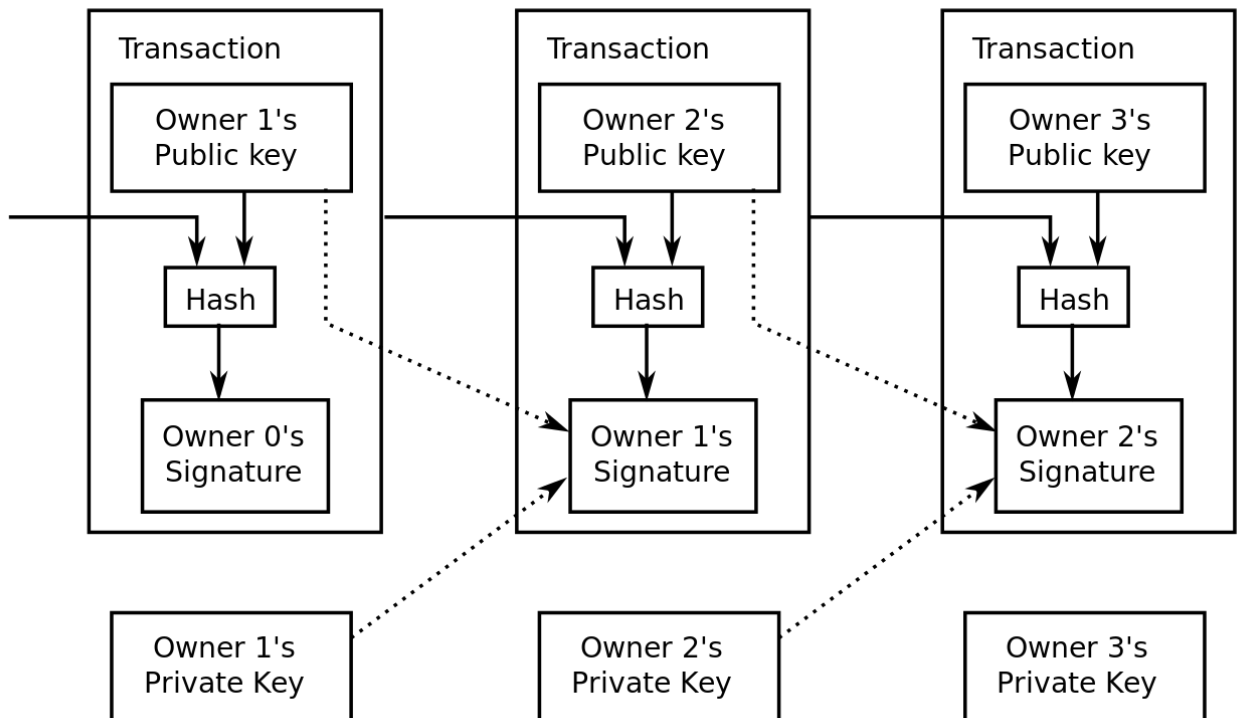 Transaction
Owner 1's
Public key
Hash
Owner 0's
Signature
Transaction
Owner 2's
Public key
Hash
Owner 1's
Signature
Transaction
Owner 3's
Public key
Hash
Owner 2's
Signature
Owner 1's
Private Key
Owner 2's
Private Key
Owner 3's
Private Key